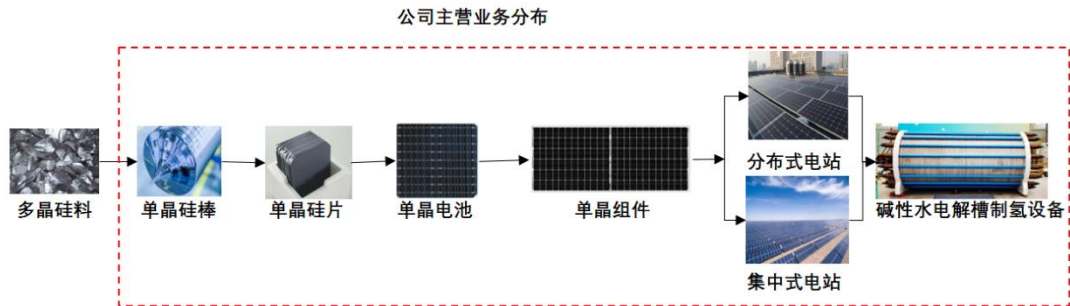 公司主营业务分布
多晶硅料
单晶硅棒
单晶硅片
单晶电池
单晶组件
分布式电站
集中式电站
碱性水电解槽制氢设备